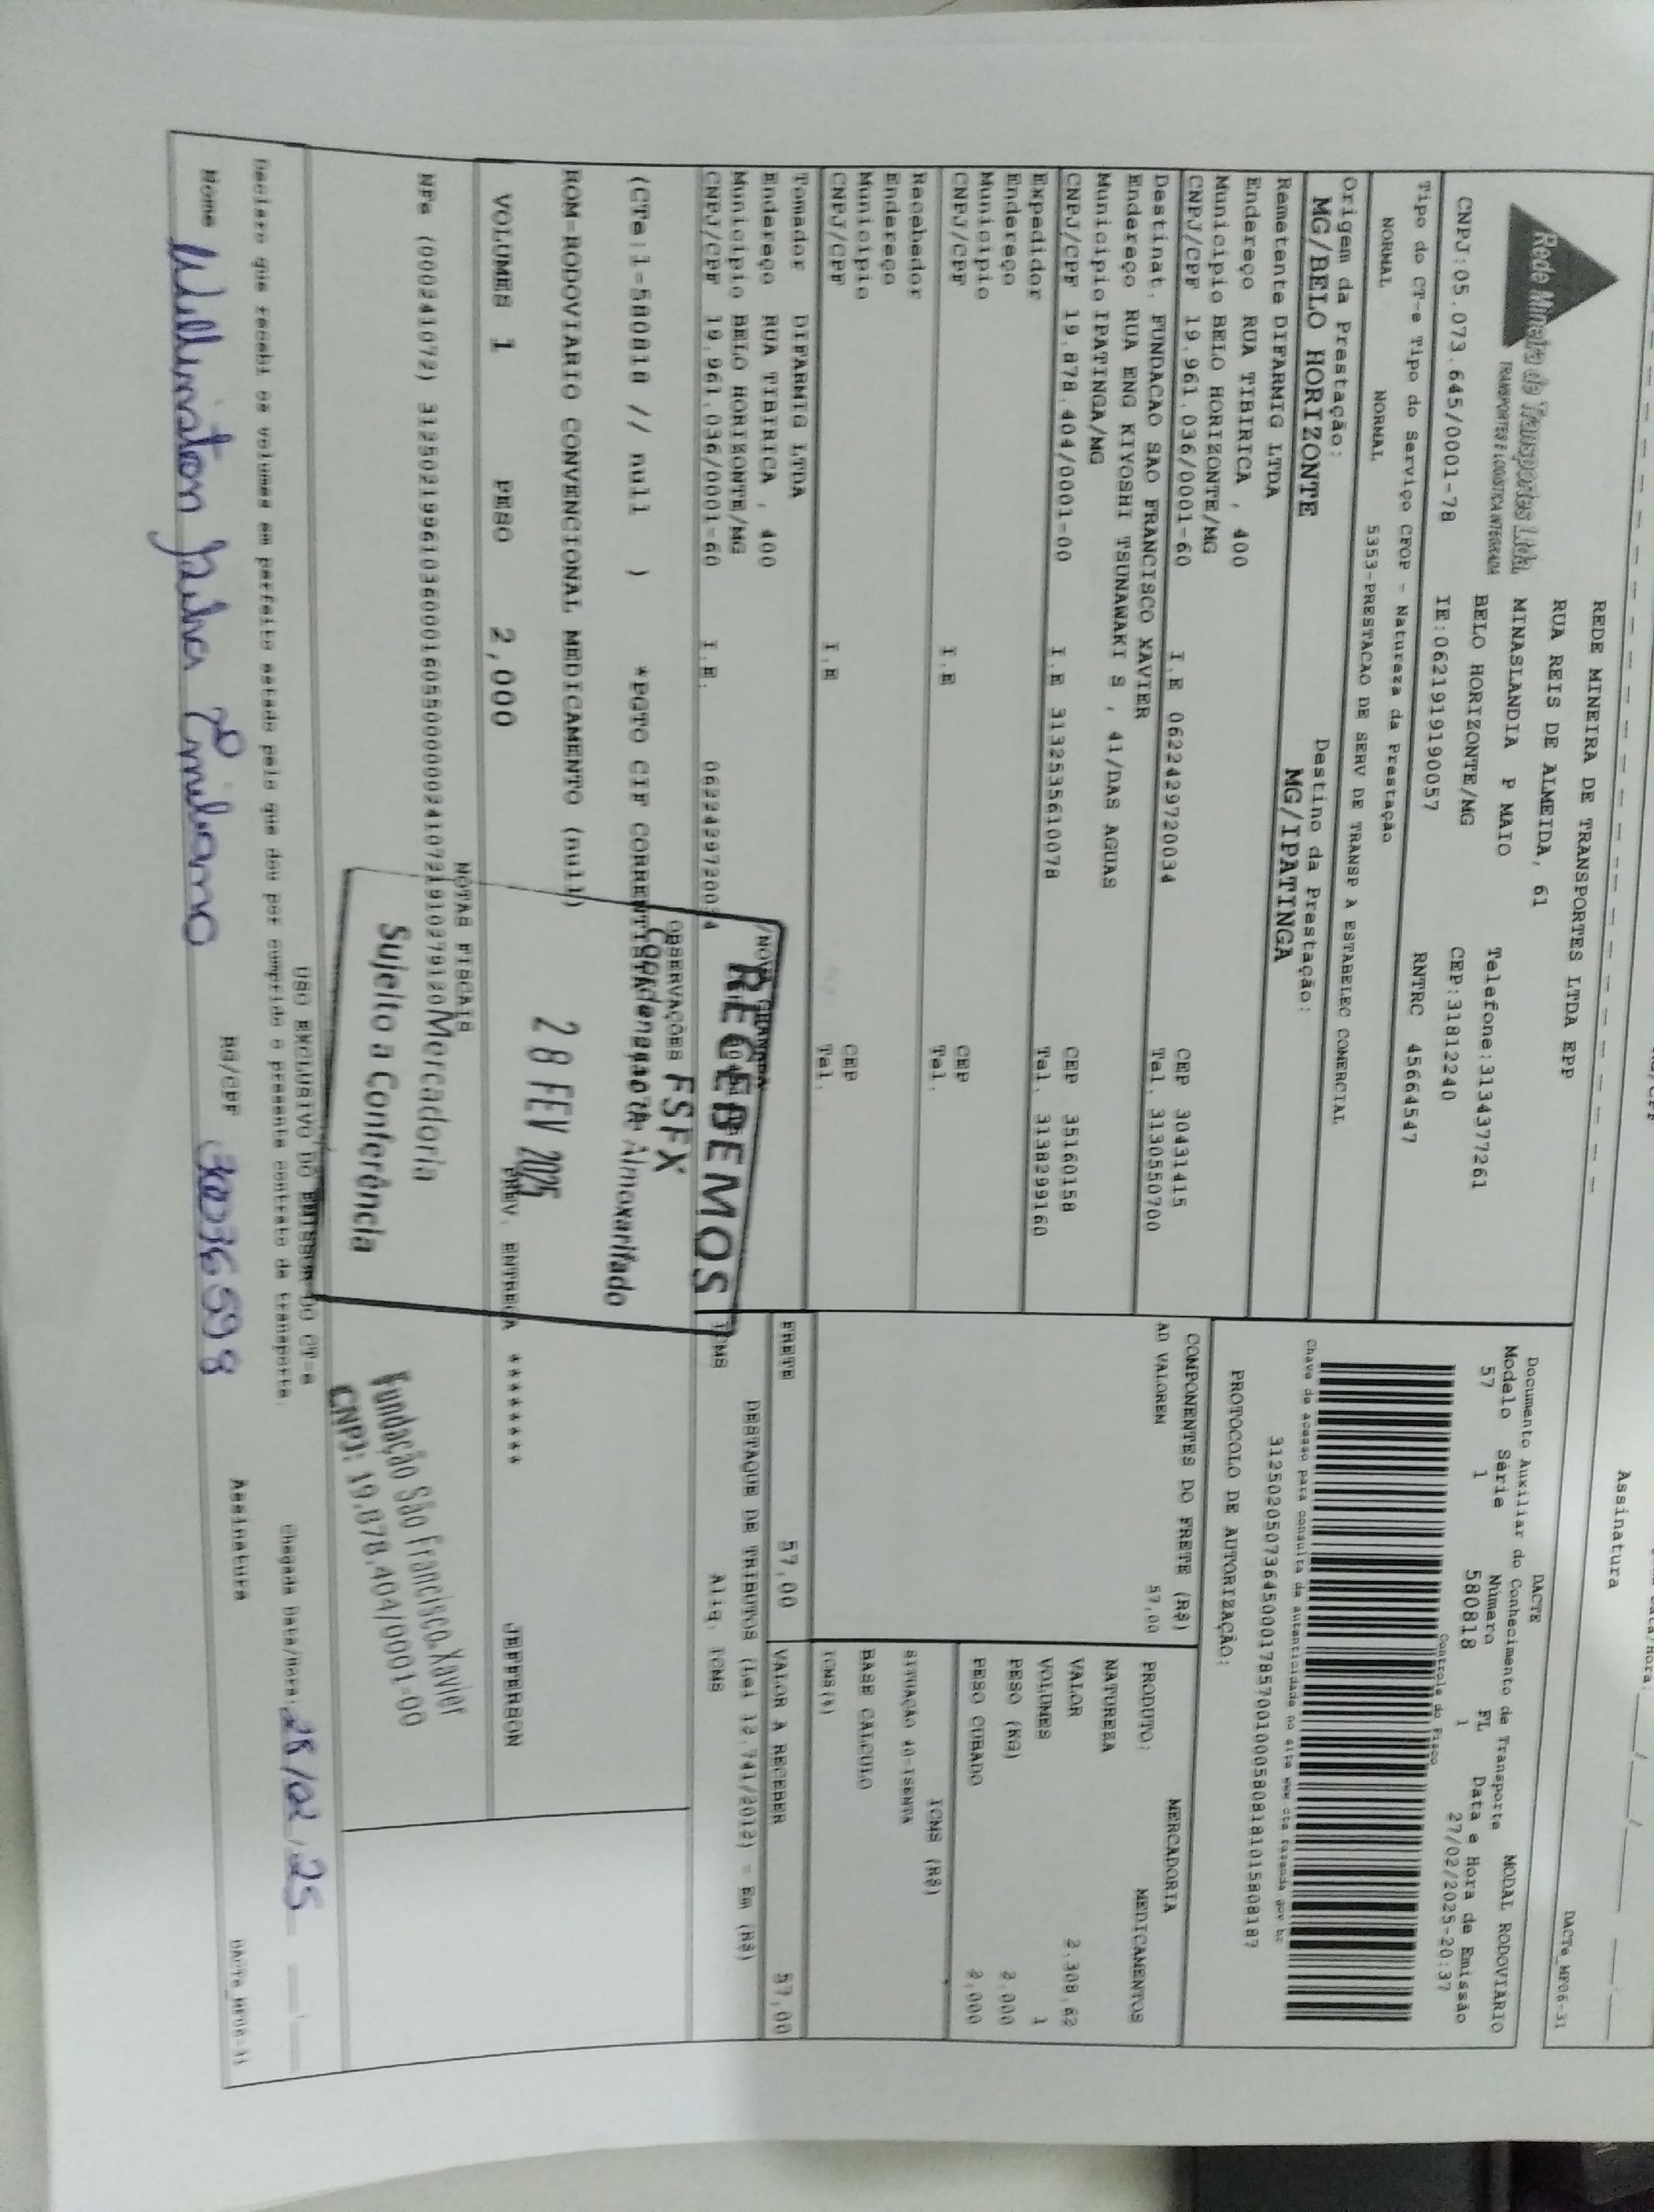 Assinatura
DACTe_MF06-31
Rede Mineira de Transportes Ltda.
TRANSPORTES E LOGÍSTICA INTEGRADA
REDE MINEIRA DE TRANSPORTES LTDA EPP
RUA REIS DE ALMEIDA, 61
MINASLANDIA P MAIO
BELO HORIZONTE/MG
Telefone:3134377261
CEP:31812240
CNPJ:05.073.645/0001-78 IE:0621919190057 RNTRC 45664547
DACTE
Documento Auxiliar do Conhecimento de Transporte MODAL RODOVIÁRIO
Modelo Série Número FL Data e Hora de Emissão
57 1 580818 1 27/02/2025-20:37
Controle do Fisco
Tipo do CT-e Tipo do Serviço CFOP - Natureza da Prestação
NORMAL NORMAL 5353-PRESTACAO DE SERV DE TRANSP A ESTABELEC COMERCIAL
Chave de acesso para consulta da autenticidade no site www.cte.fazenda.gov.br
31250205073645000178570010005808181015808187
Origem da Prestação: Destino da Prestação:
MG/BELO HORIZONTE MG/IPATINGA
PROTOCOLO DE AUTORIZAÇÃO:
Remetente DIFARMIG LTDA
Endereço RUA TIBIRICA , 400
Municipio BELO HORIZONTE/MG CEP 30431415
CNPJ/CPF 19.961.036/0001-60 I.E 0622429720034 Tel. 3130550700
Destinat. FUNDACAO SAO FRANCISCO XAVIER
Endereço RUA ENG KIYOSHI TSUNAWAKI S , 41/DAS AGUAS
Municipio IPATINGA/MG CEP 35160158
CNPJ/CPF 19.878.404/0001-00 I.E 3132535610078 Tel. 3138299160
Expedidor
Endereço
Municipio CEP
CNPJ/CPF I.E Tel.
Recebedor
Endereço
Municipio CEP
CNPJ/CPF I.E Tel.
COMPONENTES DO FRETE (R$)
AD VALOREM 57,00
MERCADORIA
PRODUTO: MEDICAMENTOS
NATUREZA
VALOR 2.308,62
VOLUMES 1
PESO (KG) 2,000
PESO CUBADO 2,000
ICMS (R$)
SITUAÇÃO 40-ISENTA
BASE CÁLCULO
ICMS(%)
Tomador DIFARMIG LTDA
Endereço RUA TIBIRICA , 400
Municipio BELO HORIZONTE/MG
CNPJ/CPF 19.961.036/0001-60 I.E. 0622429720034
FRETE 57,00 VALOR A RECEBER 57,00
DESTAQUE DE TRIBUTOS (Lei 12.741/2012) - Em (R$)
ICMS Aliq. ICMS
OBSERVAÇÕES
(CTe:1-580818 // null ) *PGTO CIF CORRENTISTA
ROM-RODOVIARIO CONVENCIONAL MEDICAMENTO (null)
RECEBEMOS
FSFX
Coordenação de Almoxarifado
28 FEV 2025
Mercadoria
Sujeito a Conferência
VOLUMES 1 PESO 2,000 PREV. ENTREGA ******** JEFFERSON
NOTAS FISCAIS
NFe (000241072) 31250219961036000160550000002410721910279120
Fundação São Francisco Xavier
CNPJ: 19.878.404/0001-00
USO EXCLUSIVO DO EMISSOR DO CT-e
Declaro que recebi os volumes em perfeito estado pelo que dou por cumprido o presente contrato de transporte. Chegada Data/Hora: 28/02/25
Nome RG/CPF Assinatura
DACTe_MF06-31